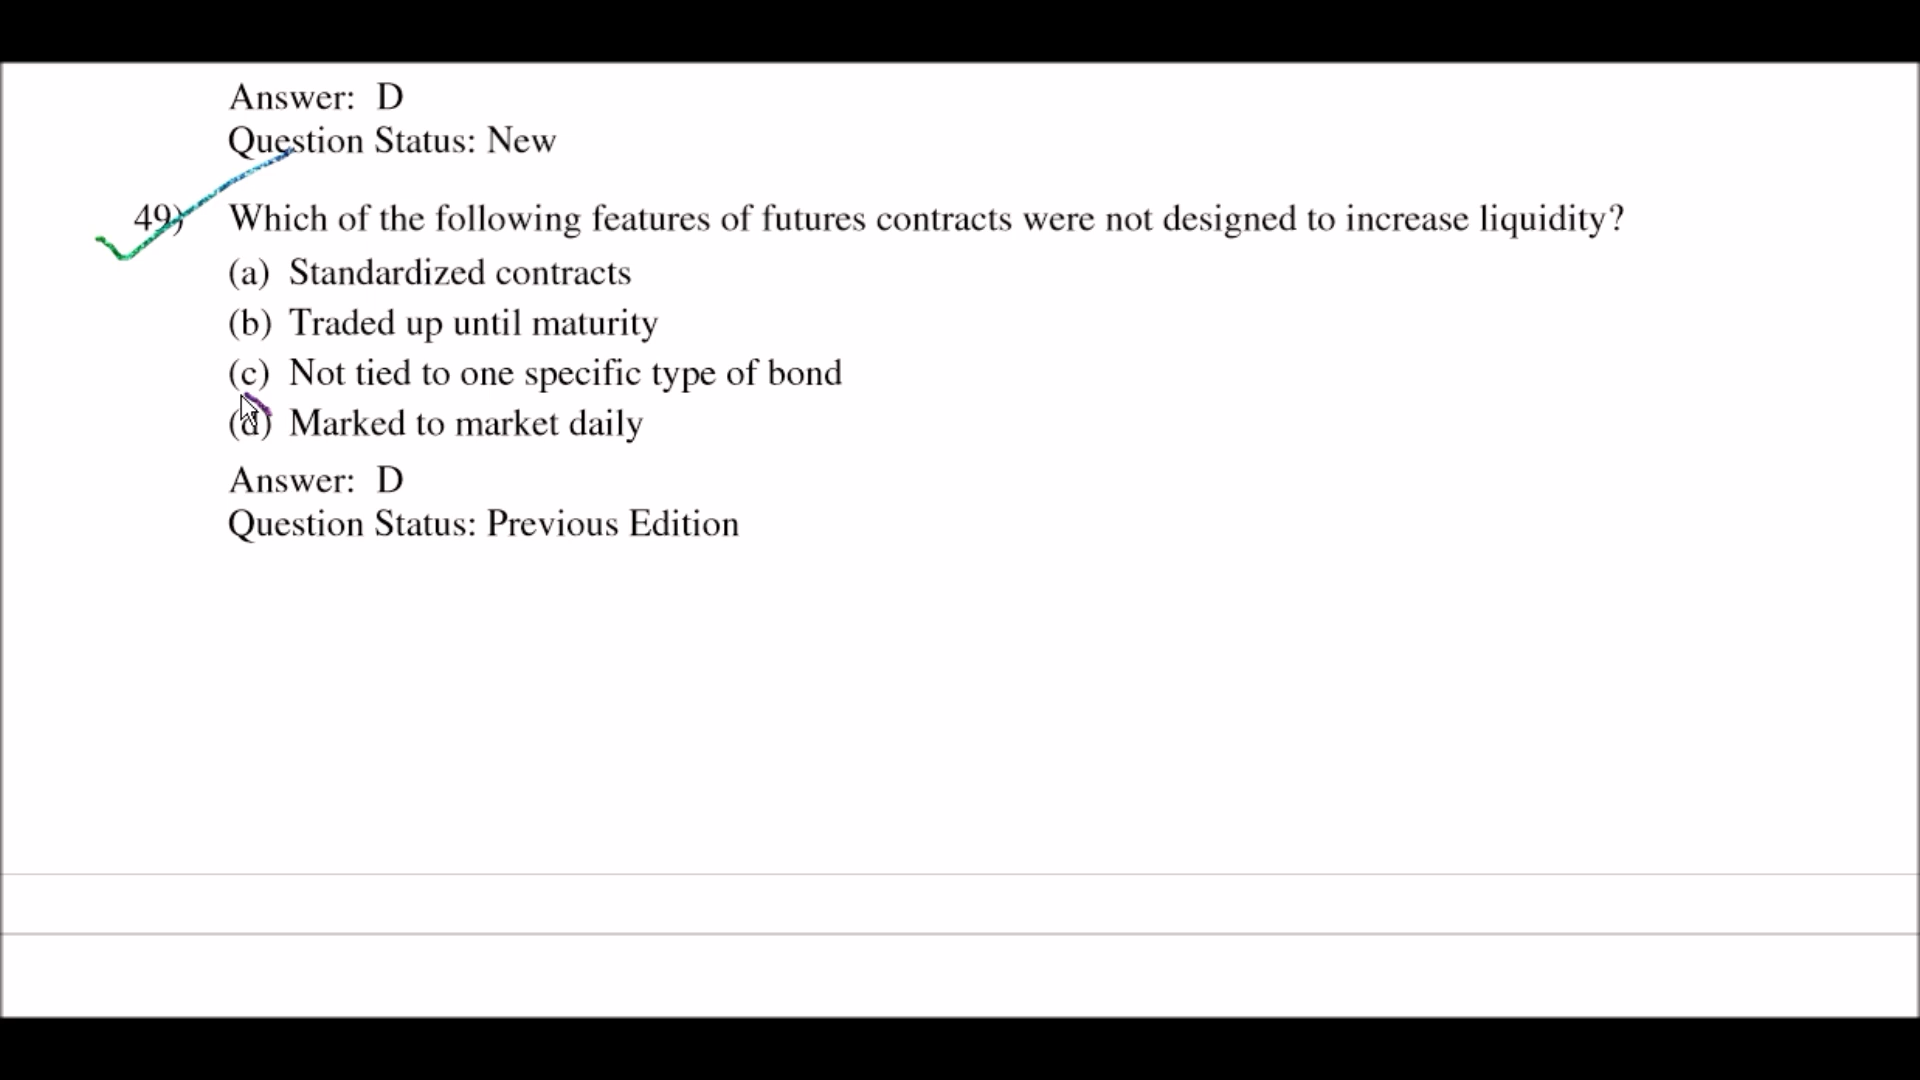 Answer: D
Question Status: New
49) Which of the following features of futures contracts were not designed to increase liquidity?
(a) Standardized contracts
(b) Traded up until maturity
(c) Not tied to one specific type of bond
(d) Marked to market daily
Answer: D
Question Status: Previous Edition